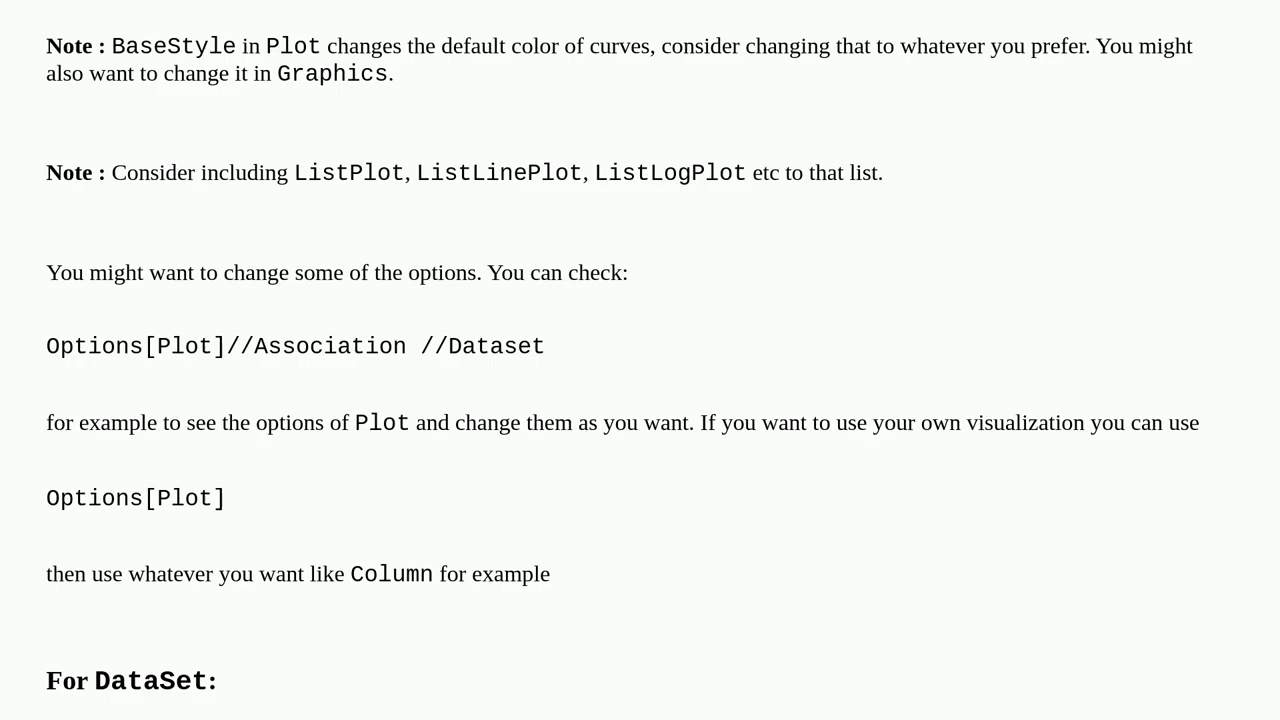 Note : BaseStyle in Plot changes the default color of curves, consider changing that to whatever you prefer. You might
also want to change it in Graphics.
Note : Consider including ListPlot, ListLinePlot, ListLogPlot etc to that list.
You might want to change some of the options. You can check:
Options[Plot]//Association //Dataset
for example to see the options of Plot and change them as you want. If you want to use your own visualization you can use
Options[Plot]
then use whatever you want like Column for example
For DataSet: